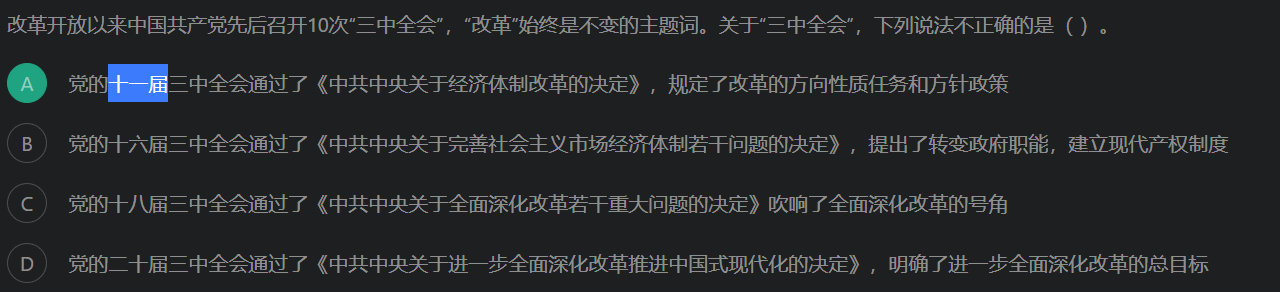 改革开放以来中国共产党先后召开10次“三中全会”，“改革”始终是不变的主题词。关于“三中全会”，下列说法不正确的是（ ）。
A 党的十一届三中全会通过了《中共中央关于经济体制改革的决定》，规定了改革的方向性质任务和方针政策
B 党的十六届三中全会通过了《中共中央关于完善社会主义市场经济体制若干问题的决定》，提出了转变政府职能，建立现代产权制度
C 党的十八届三中全会通过了《中共中央关于全面深化改革若干重大问题的决定》吹响了全面深化改革的号角
D 党的二十届三中全会通过了《中共中央关于进一步全面深化改革推进中国式现代化的决定》，明确了进一步全面深化改革的总目标